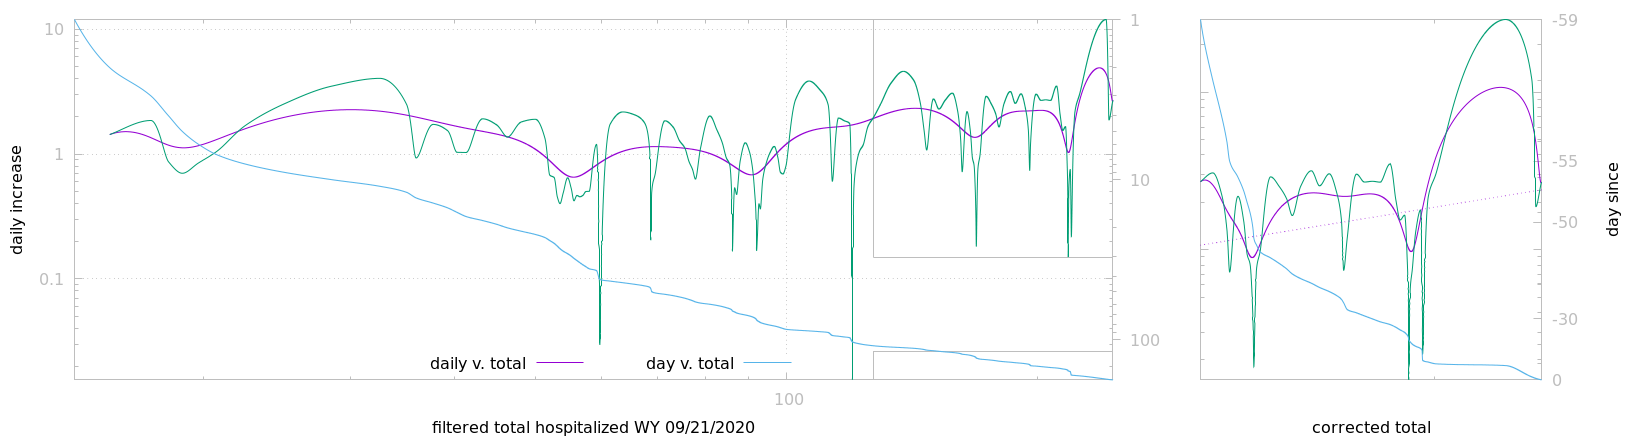 10
1
0.1
daily increase
daily v. total
day v. total
100
1
10
100
filtered total hospitalized WY 09/21/2020
-59
-55
-50
-30
0
day since
corrected total